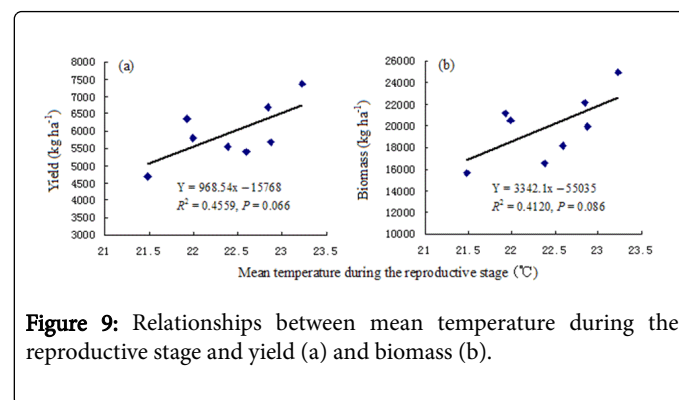 (a)
8000
7500
7000
6500
6000
5500
5000
4500
4000
3500
3000
Yield (kg ha⁻¹)
Y = 968.54x −15768
R² = 0.4559, P = 0.066
21 21.5 22 22.5 23 23.5
(b)
26000
24000
22000
20000
18000
16000
14000
12000
10000
Biomass (kg ha⁻¹)
Y = 3342.1x −55035
R² = 0.4120, P = 0.086
21 21.5 22 22.5 23 23.5
Mean temperature during the reproductive stage (℃)
Figure 9: Relationships between mean temperature during the
reproductive stage and yield (a) and biomass (b).